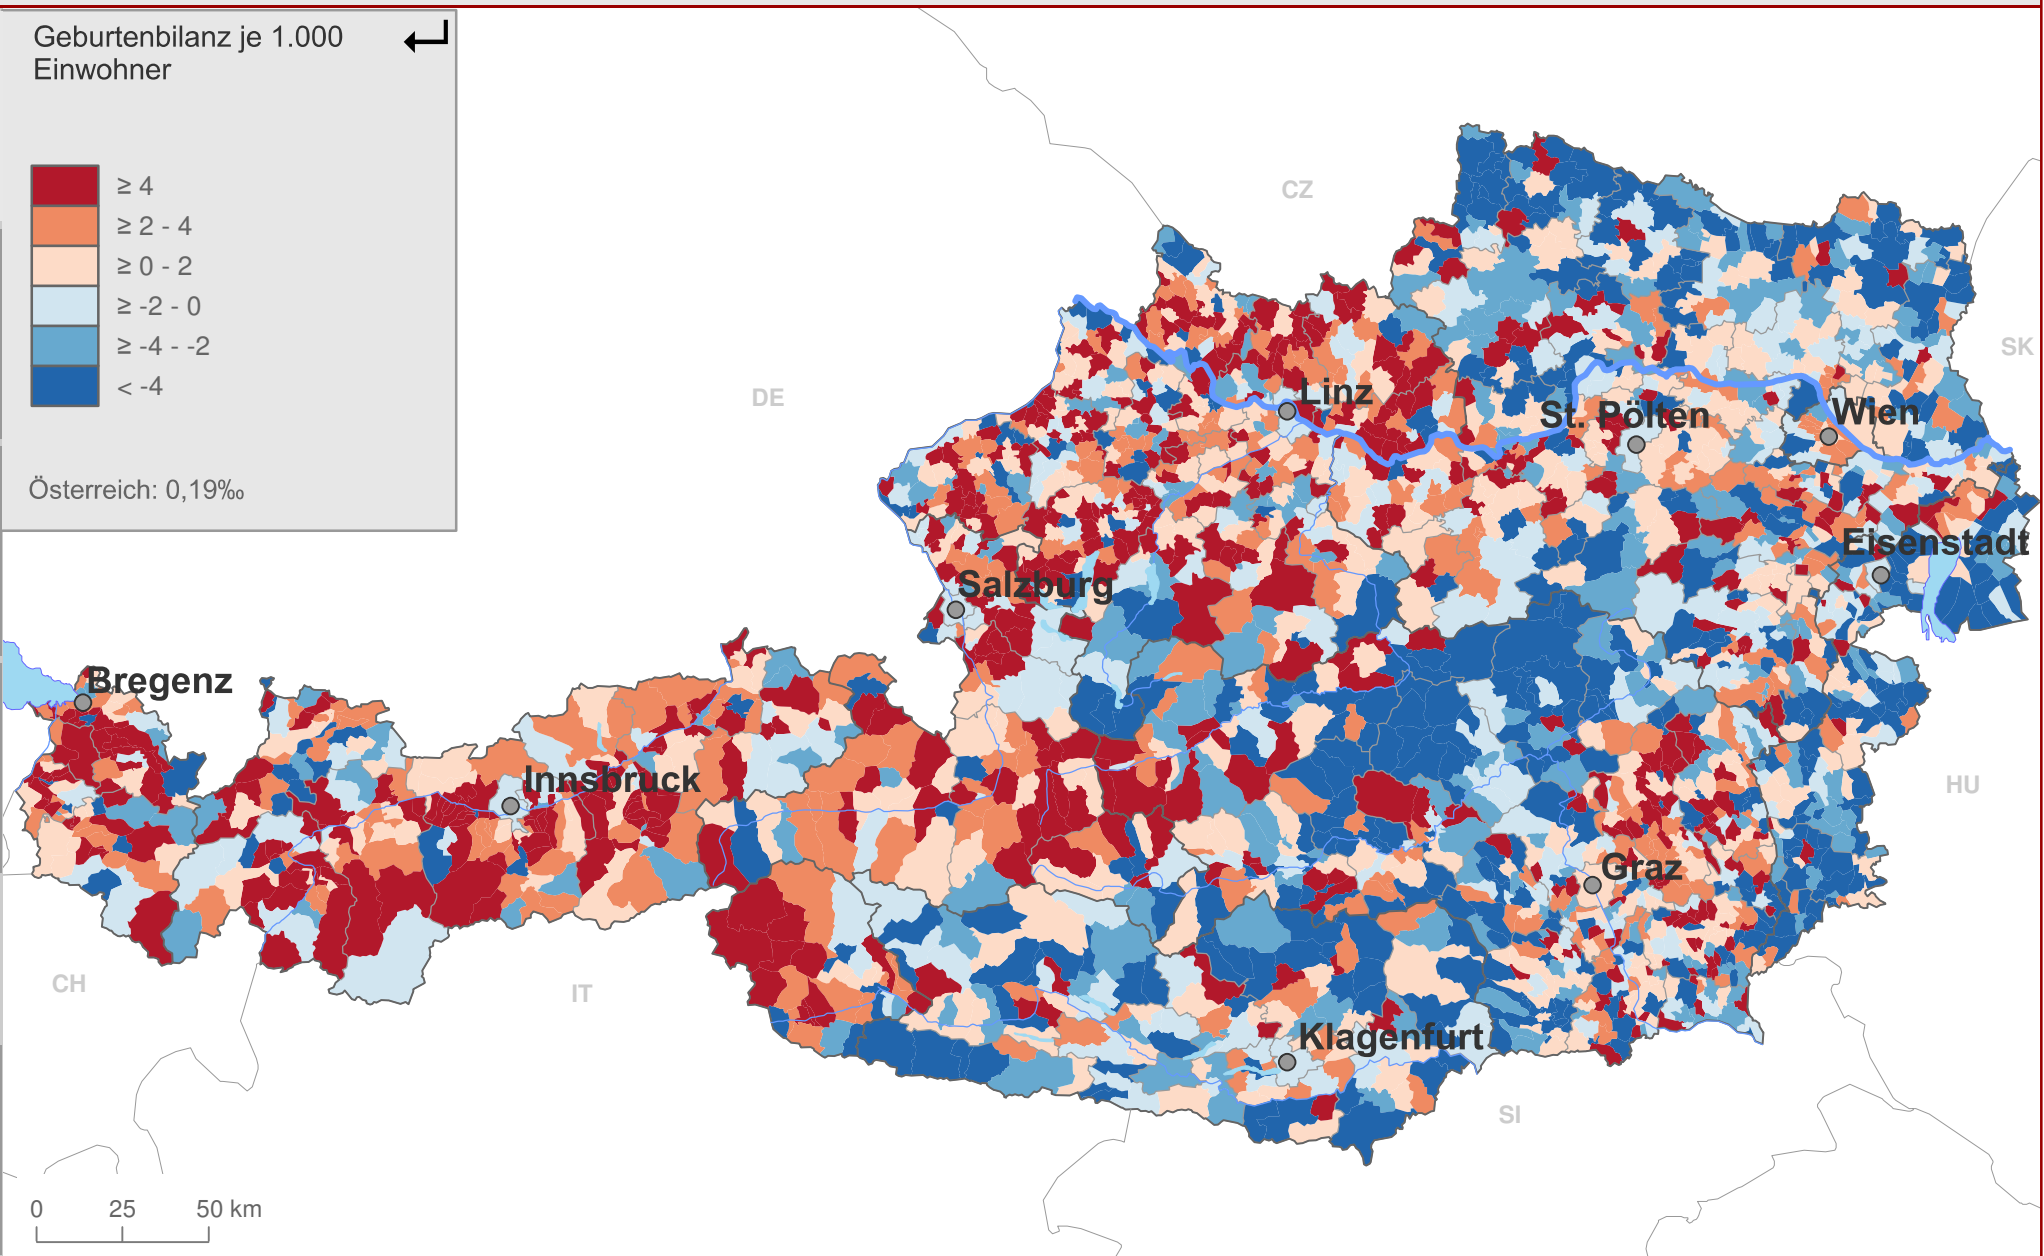 Geburtenbilanz je 1.000
Einwohner
≥ 4
≥ 2 - 4
≥ 0 - 2
≥ -2 - 0
≥ -4 - -2
< -4
Österreich: 0,19‰
CZ
SK
DE
Linz
St. Pölten
Wien
Eisenstadt
Salzburg
Bregenz
Innsbruck
HU
Graz
CH
IT
Klagenfurt
SI
0 25 50 km